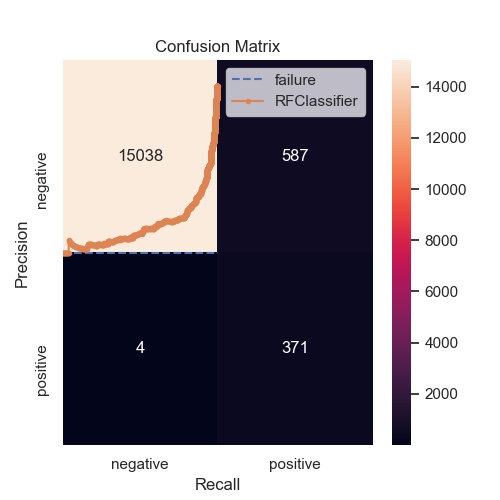 Confusion Matrix
failure
RFClassifier
15038
587
4
371
negative
positive
Precision
negative
positive
Recall
14000
12000
10000
8000
6000
4000
2000